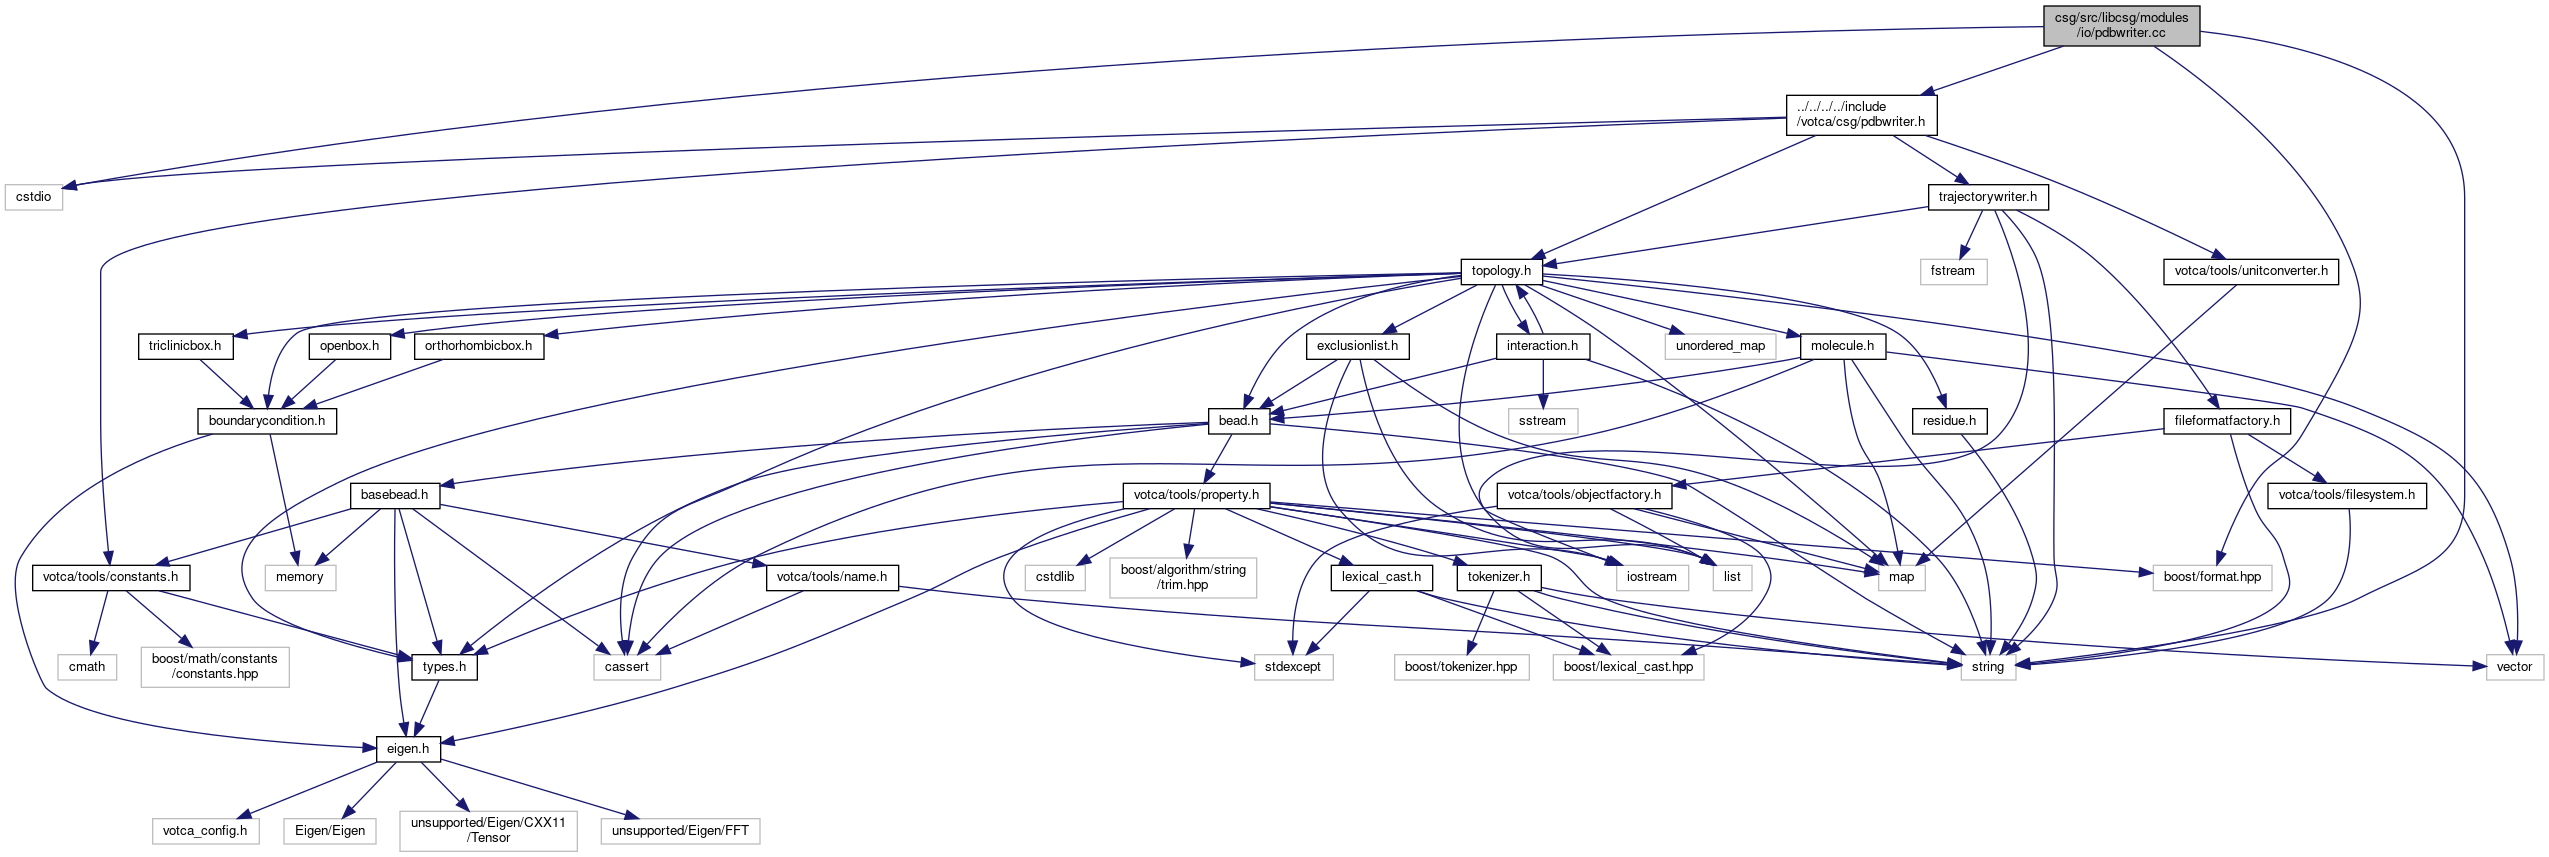 csg/src/libcsg/modules
/io/pdbwriter.cc
../../../../include
/votca/csg/pdbwriter.h
cstdio
trajectorywriter.h
topology.h
fstream
votca/tools/unitconverter.h
triclinicbox.h
openbox.h
orthorhombicbox.h
exclusionlist.h
interaction.h
unordered_map
molecule.h
boundarycondition.h
bead.h
sstream
residue.h
fileformatfactory.h
basebead.h
votca/tools/property.h
votca/tools/objectfactory.h
votca/tools/filesystem.h
votca/tools/constants.h
memory
votca/tools/name.h
cstdlib
boost/algorithm/string
/trim.hpp
lexical_cast.h
tokenizer.h
iostream
list
map
boost/format.hpp
cmath
boost/math/constants
/constants.hpp
types.h
cassert
stdexcept
boost/tokenizer.hpp
boost/lexical_cast.hpp
string
vector
eigen.h
votca_config.h
Eigen/Eigen
unsupported/Eigen/CXX11
/Tensor
unsupported/Eigen/FFT